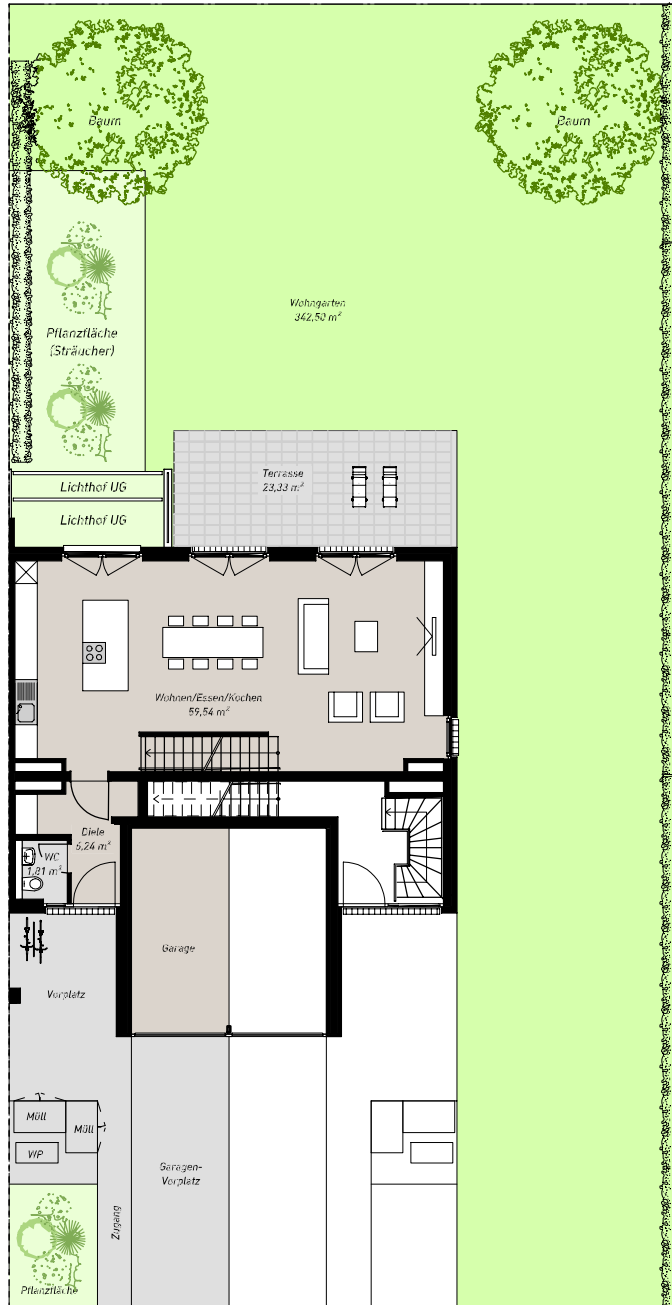 Baum
Baum
Wohngarten
342,50 m²
Pflanzfläche
(Sträucher)
Terrasse
23,33 m²
Lichthof UG
Lichthof UG
Wohnen/Essen/Kochen
59,54 m²
Diele
6,24 m²
WC
1,81 m²
Garage
Vorplatz
Müll
Müll
WP
Garagen-
Vorplatz
Zugang
Pflanzfläche